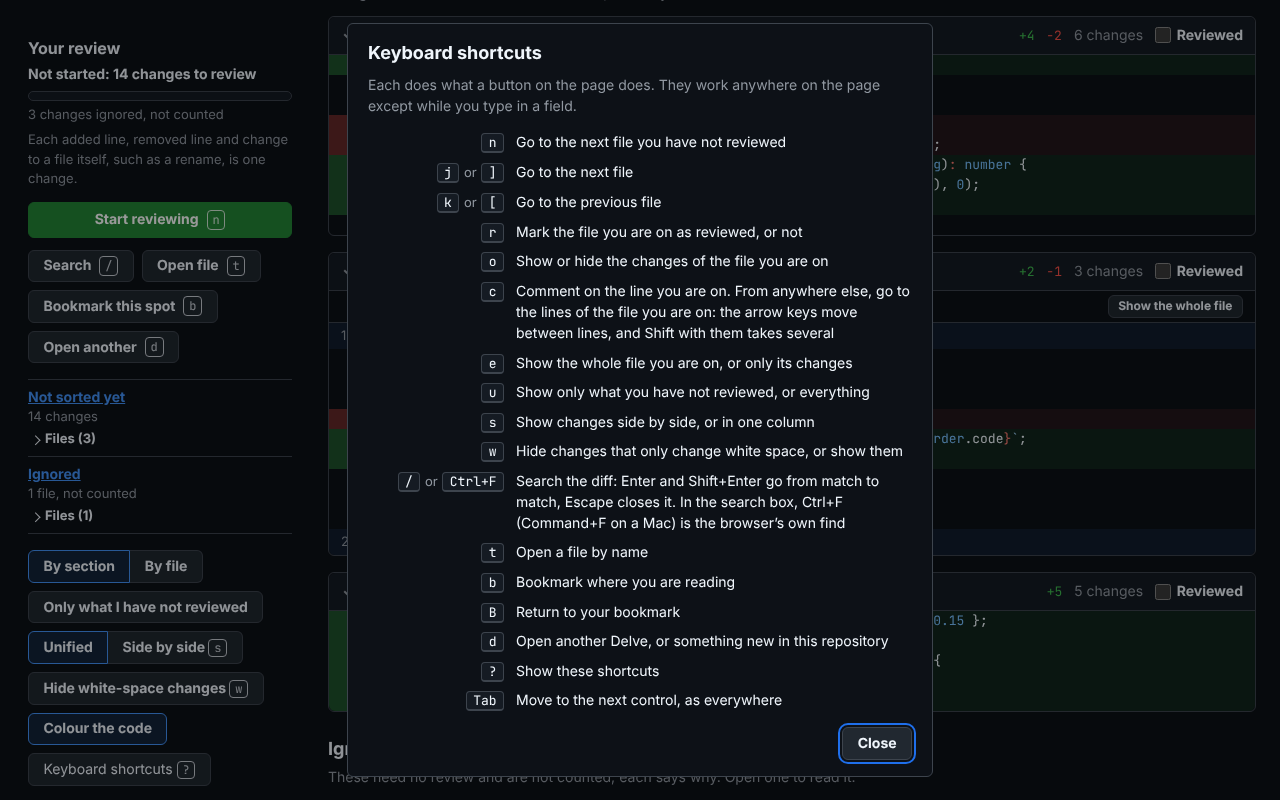 Your review
Not started: 14 changes to review
3 changes ignored, not counted
Each added line, removed line and change
to a file itself, such as a rename, is one
change.
Start reviewing n
Search / Open file t
Bookmark this spot b
Open another d
Not sorted yet
14 changes
Files (3)
Ignored
1 file, not counted
Files (1)
By section By file
Only what I have not reviewed
Unified Side by side s
Hide white-space changes w
Colour the code
Keyboard shortcuts ?
Keyboard shortcuts
Each does what a button on the page does. They work anywhere on the page
except while you type in a field.
n Go to the next file you have not reviewed
j or ] Go to the next file
k or [ Go to the previous file
r Mark the file you are on as reviewed, or not
o Show or hide the changes of the file you are on
c Comment on the line you are on. From anywhere else, go to
the lines of the file you are on: the arrow keys move
between lines, and Shift with them takes several
e Show the whole file you are on, or only its changes
u Show only what you have not reviewed, or everything
s Show changes side by side, or in one column
w Hide changes that only change white space, or show them
/ or Ctrl+F Search the diff: Enter and Shift+Enter go from match to
match, Escape closes it. In the search box, Ctrl+F
(Command+F on a Mac) is the browser’s own find
t Open a file by name
b Bookmark where you are reading
B Return to your bookmark
d Open another Delve, or something new in this repository
? Show these shortcuts
Tab Move to the next control, as everywhere
Close
+4 -2 6 changes Reviewed
;
g): number {
), 0);
+2 -1 3 changes Reviewed
Show the whole file
1
rder.code}`;
2
+5 5 changes Reviewed
0.15 };
{
These need no review and are not counted, each says why. Open one to read it.